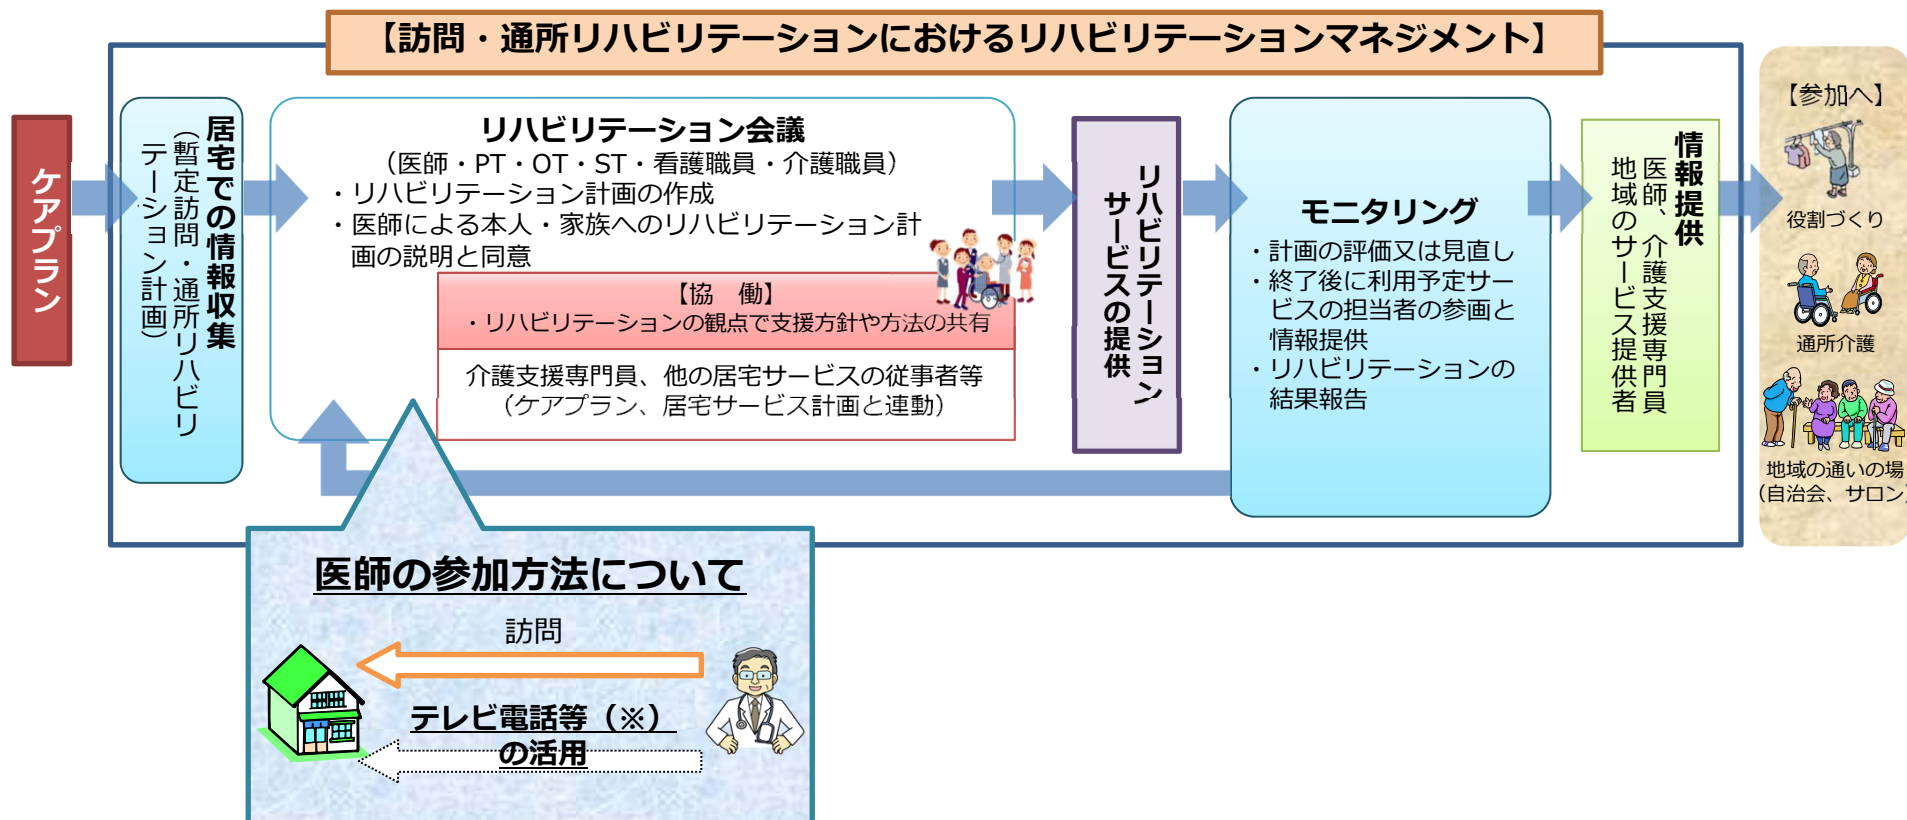 【訪問・通所リハビリテーションにおけるリハビリテーションマネジメント】
ケアプラン
居宅での情報収集
（暫定訪問・通所リハビリ
テーション計画）
リハビリテーション会議
（医師・PT・OT・ST・看護職員・介護職員）
・リハビリテーション計画の作成
・医師による本人・家族へのリハビリテーション計
画の説明と同意
【協　働】
・リハビリテーションの観点で支援方針や方法の共有
介護支援専門員、他の居宅サービスの従事者等
（ケアプラン、居宅サービス計画と連動）
リハビリテーション
サービスの提供
モニタリング
・計画の評価又は見直し
・終了後に利用予定サー
ビスの担当者の参画と
情報提供
・リハビリテーションの
結果報告
情報提供
医師、介護支援専門員
地域のサービス提供者
【参加へ】
役割づくり
通所介護
地域の通いの場
（自治会、サロン）
医師の参加方法について
訪問
テレビ電話等（※）
の活用